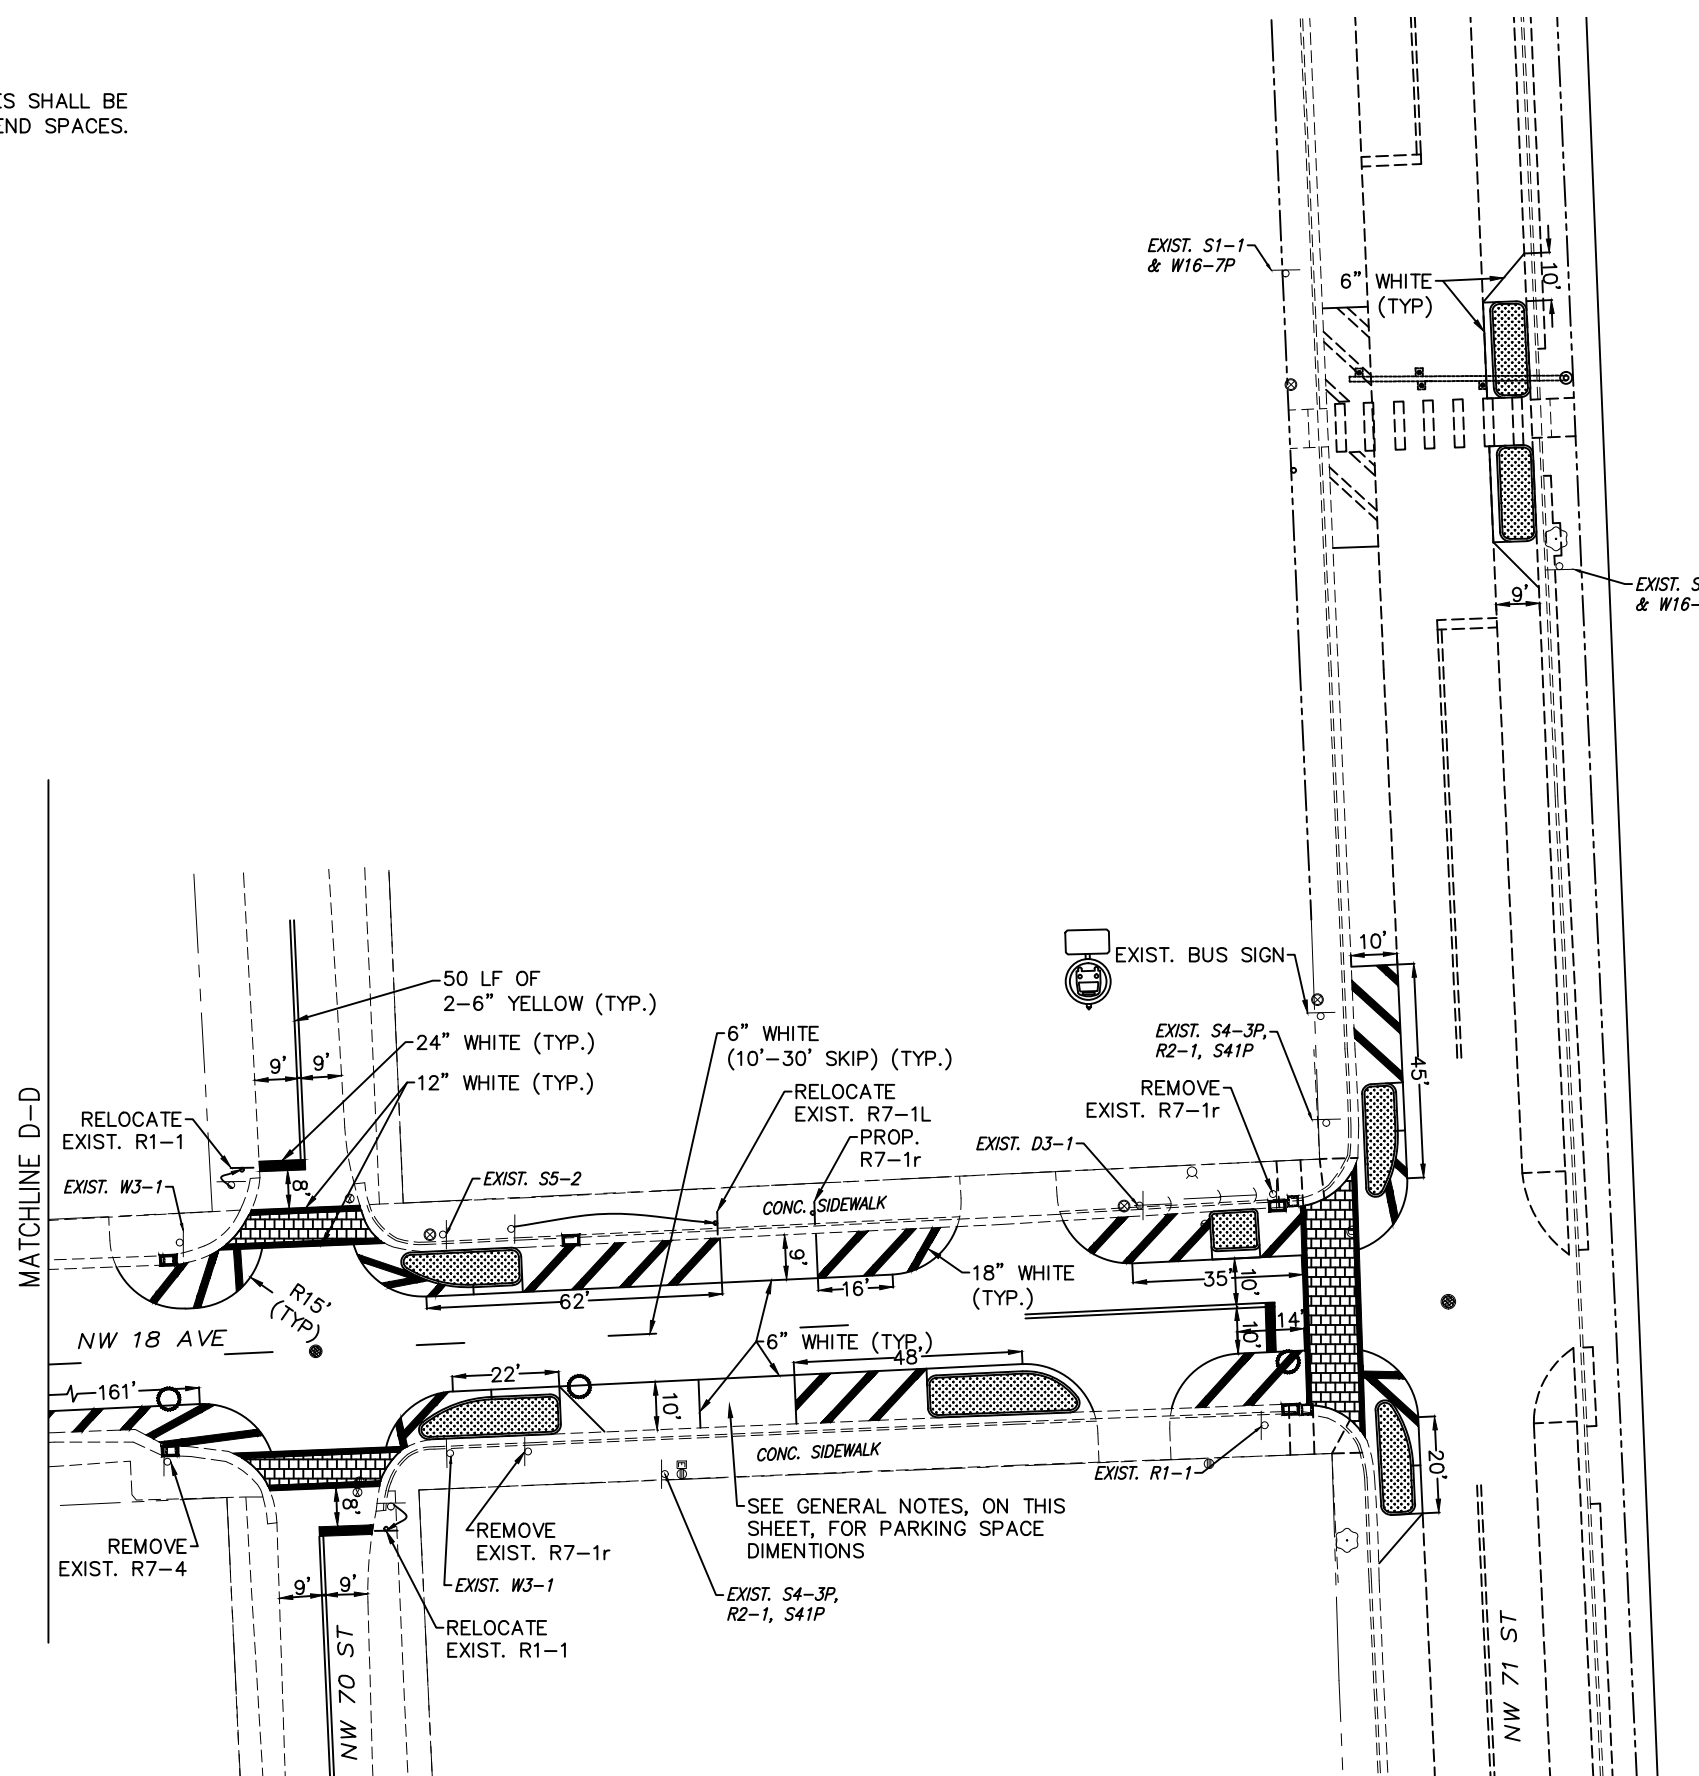 ES SHALL BE
END SPACES.
EXIST. S1-1
& W16-7P
6" WHITE
(TYP)
10'
9'
EXIST. S
& W16-
EXIST. BUS SIGN
10'
45'
50 LF OF
2-6" YELLOW (TYP.)
24" WHITE (TYP.)
12" WHITE (TYP.)
9'
9'
6" WHITE
(10'-30' SKIP) (TYP.)
RELOCATE
EXIST. R7-1L
PROP.
R7-1r
EXIST. S4-3P,
R2-1, S41P
REMOVE
EXIST. R7-1r
EXIST. D3-1
RELOCATE
EXIST. R1-1
EXIST. W3-1
8'
EXIST. S5-2
CONC. SIDEWALK
MATCHLINE D-D
9'
16'
18" WHITE
(TYP.)
35'
10'
10'
14'
R15'
(TYP)
62'
NW 18 AVE
6" WHITE (TYP.)
48'
161'
22'
10'
CONC. SIDEWALK
EXIST. R1-1
20'
8'
SEE GENERAL NOTES, ON THIS
SHEET, FOR PARKING SPACE
DIMENTIONS
REMOVE
EXIST. R7-4
REMOVE
EXIST. R7-1r
EXIST. W3-1
9'
9'
EXIST. S4-3P,
R2-1, S41P
RELOCATE
EXIST. R1-1
NW 70 ST
NW 71 ST